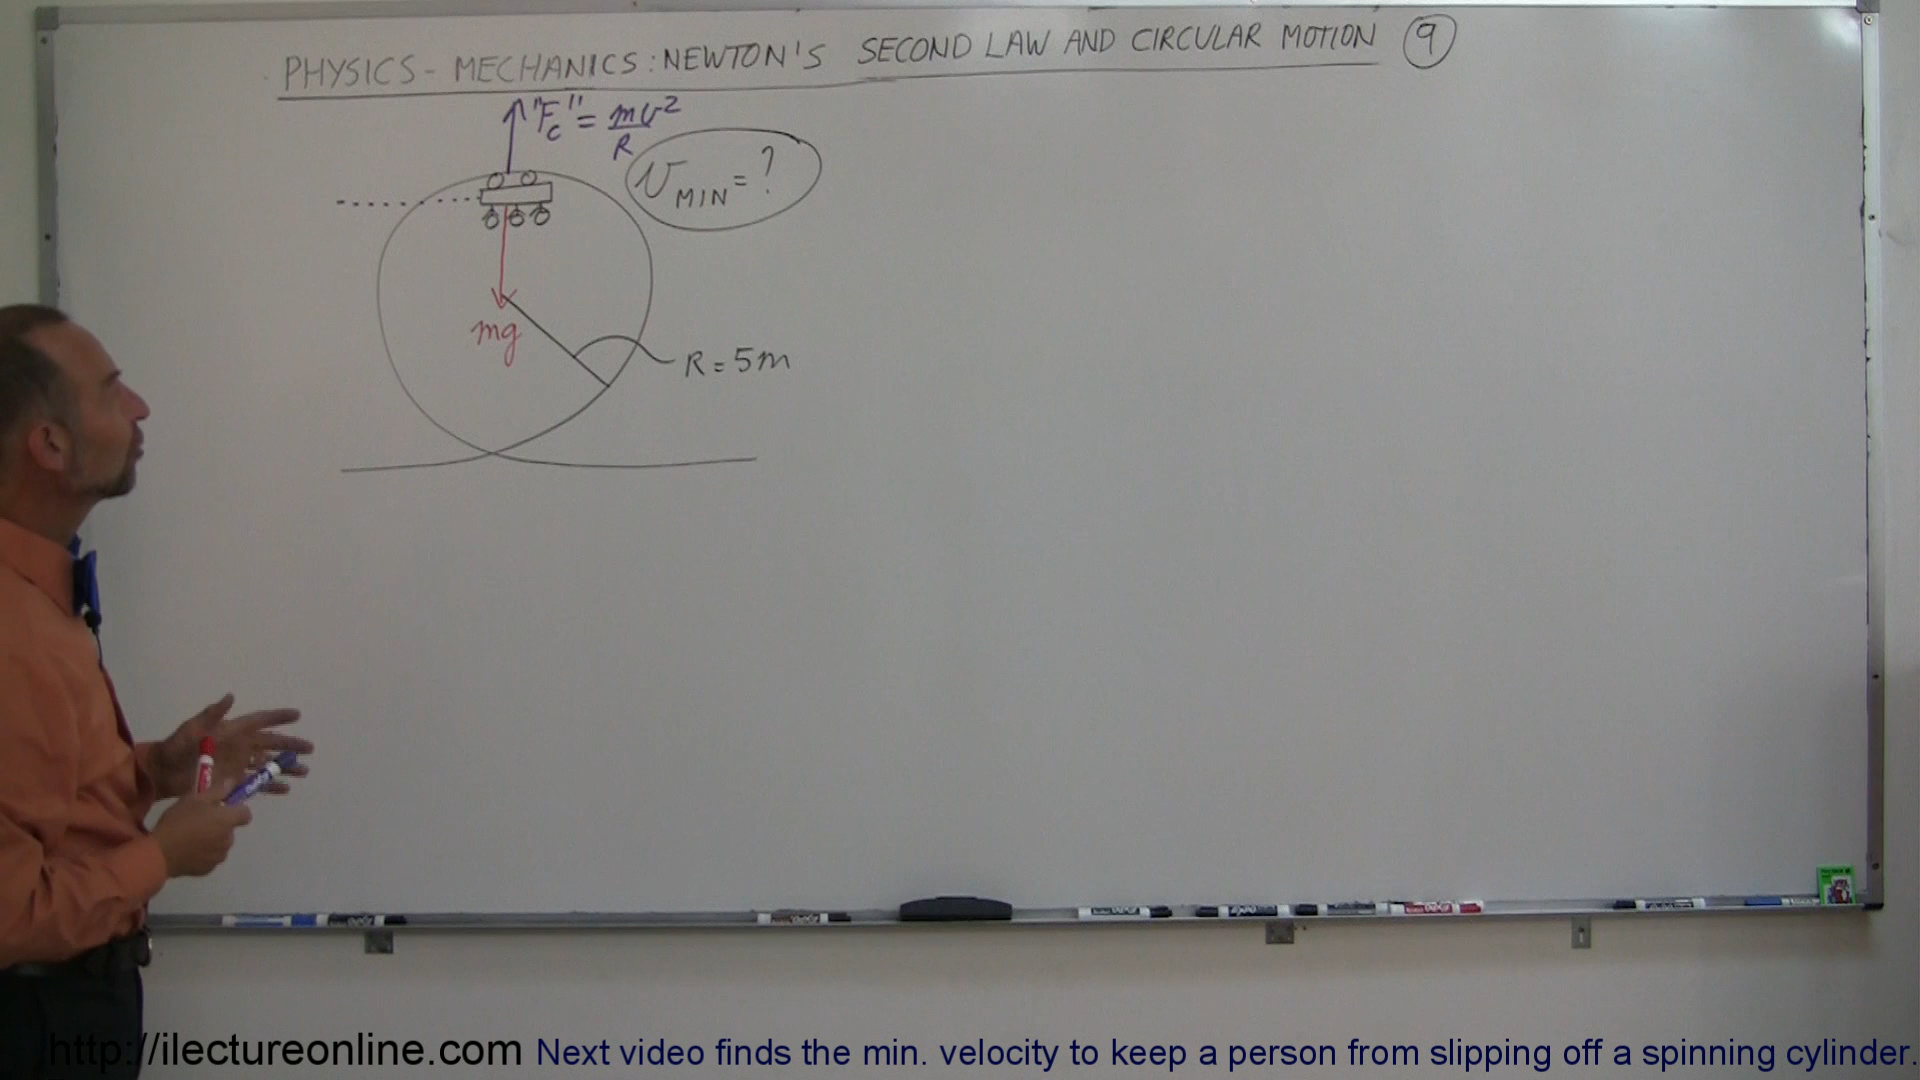 PHYSICS - MECHANICS: NEWTON'S SECOND LAW AND CIRCULAR MOTION 9
"Fc" = mv²/R
vMIN = ?
mg
R = 5m
http://ilectureonline.com Next video finds the min. velocity to keep a person from slipping off a spinning cylinder.